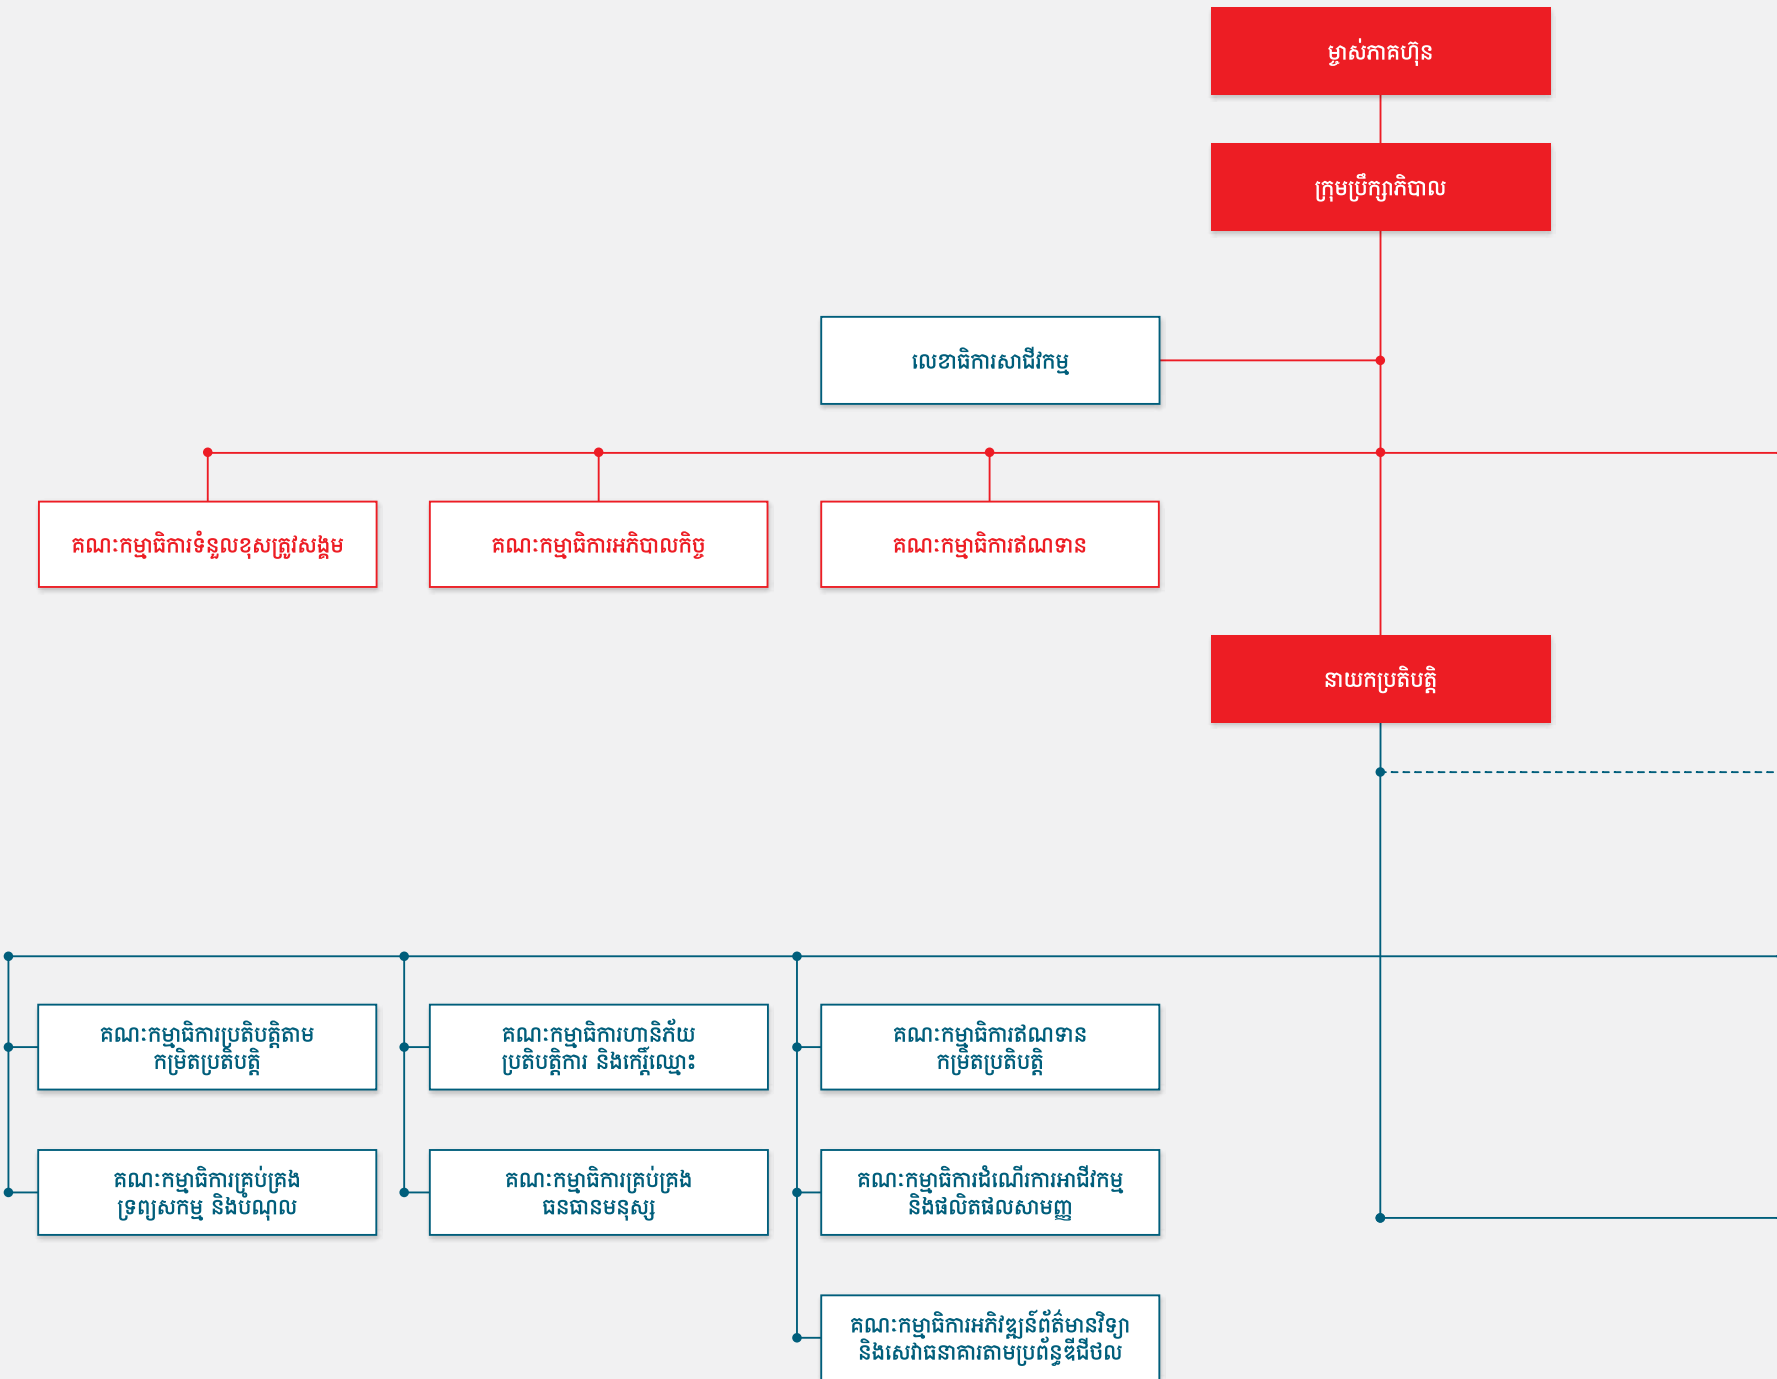 ម្ចាស់ភាគហ៊ុន
ក្រុមប្រឹក្សាភិបាល
លេខាធិការសាជីវកម្ម
គណៈកម្មាធិការទំនួលខុសត្រូវសង្គម
គណៈកម្មាធិការអភិបាលកិច្ច
គណៈកម្មាធិការឥណទាន
នាយកប្រតិបត្តិ
គណៈកម្មាធិការប្រតិបត្តិតាម
កម្រិតប្រតិបត្តិ
គណៈកម្មាធិការហានិភ័យ
ប្រតិបត្តិការ និងកេរ្តិ៍ឈ្មោះ
គណៈកម្មាធិការឥណទាន
កម្រិតប្រតិបត្តិ
គណៈកម្មាធិការគ្រប់គ្រង
ទ្រព្យសកម្ម និងបំណុល
គណៈកម្មាធិការគ្រប់គ្រង
ធនធានមនុស្ស
គណៈកម្មាធិការដំណើរការអាជីវកម្ម
និងផលិតផលសាមញ្ញ
គណៈកម្មាធិការអភិវឌ្ឍន៍ព័ត៌មានវិទ្យា
និងសេវាធនាគារតាមប្រព័ន្ធឌីជីថល